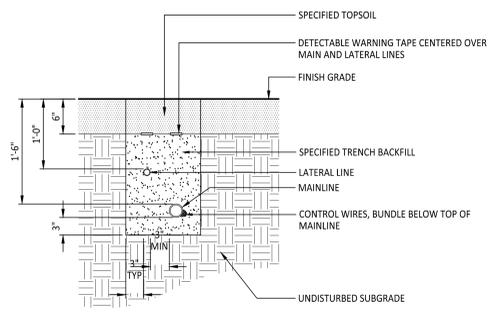 SPECIFIED TOPSOIL
DETECTABLE WARNING TAPE CENTERED OVER
MAIN AND LATERAL LINES
FINISH GRADE
6"
1'-0"
1'-6"
SPECIFIED TRENCH BACKFILL
LATERAL LINE
MAINLINE
CONTROL WIRES, BUNDLE BELOW TOP OF
MAINLINE
3"
3"
MIN
3"
TYP
UNDISTURBED SUBGRADE